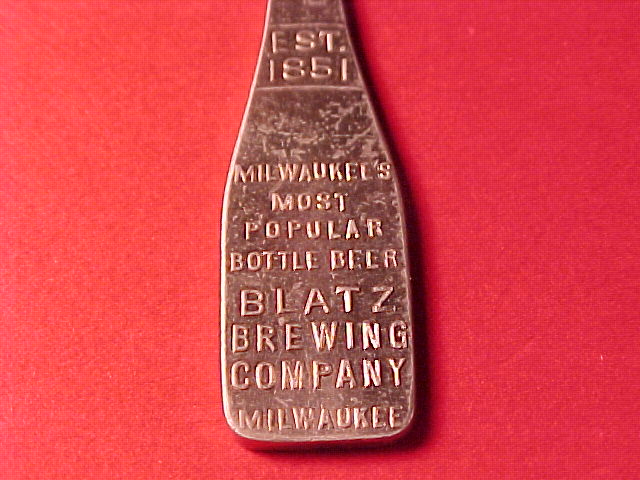 EST.
1851
MILWAUKEE'S
MOST
POPULAR
BOTTLE BEER
BLATZ
BREWING
COMPANY
MILWAUKEE